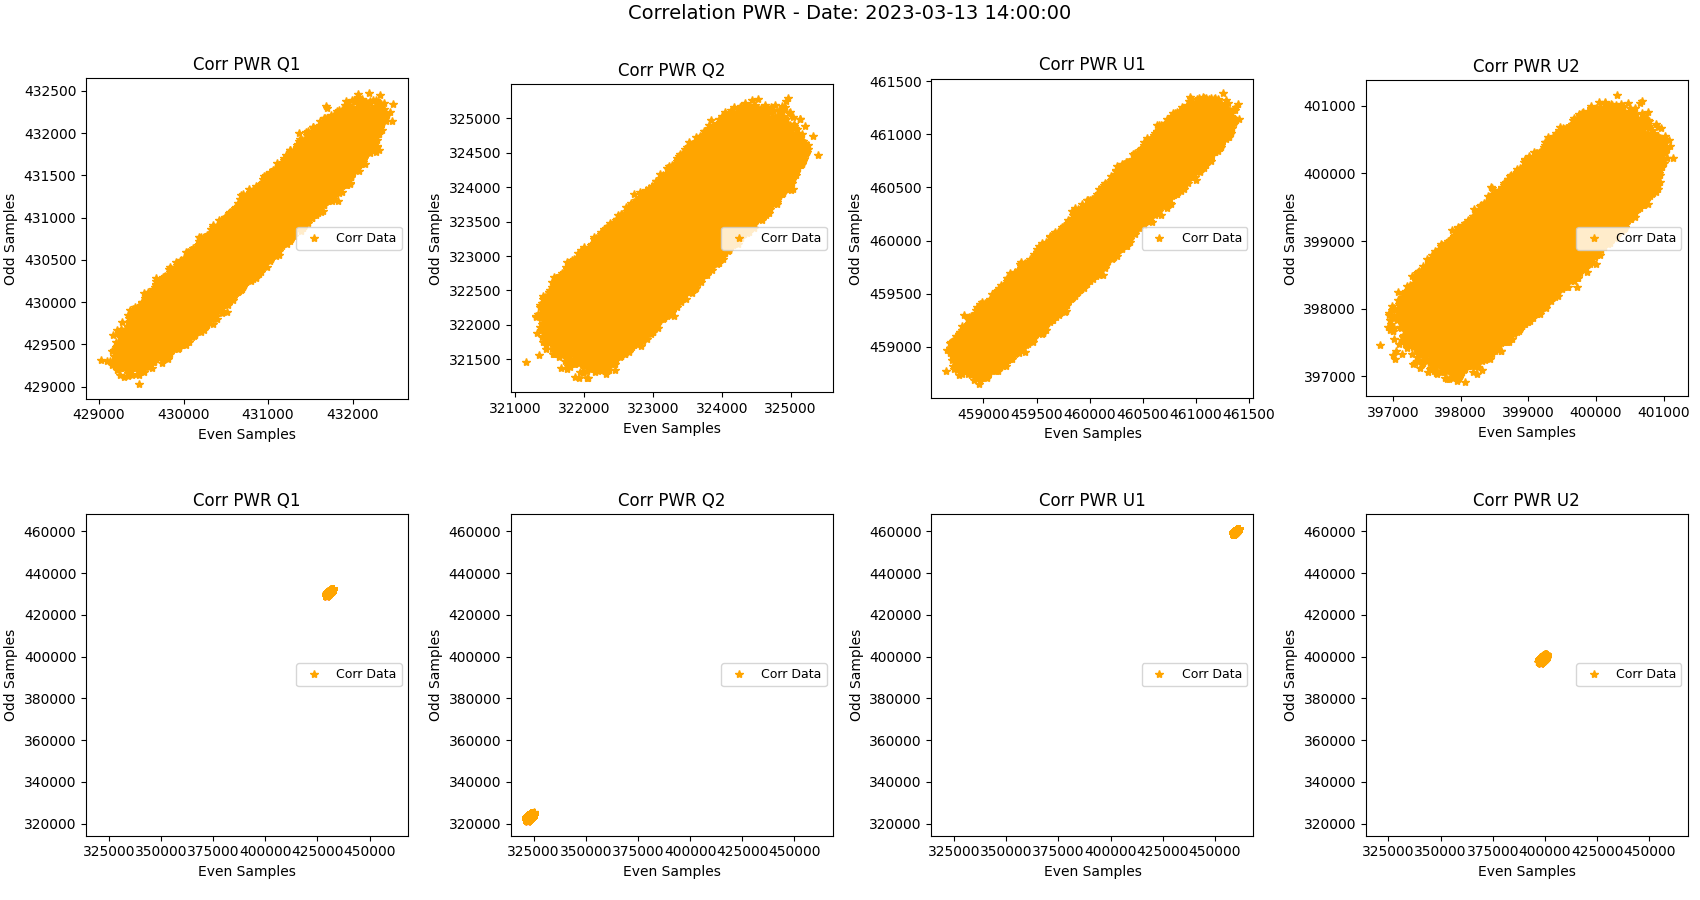 Correlation PWR - Date: 2023-03-13 14:00:00
Corr PWR Q1
432500
432000
431500
431000
430500
430000
429500
429000
Odd Samples
Corr Data
429000 430000 431000 432000
Even Samples
Corr PWR Q2
325000
324500
324000
323500
323000
322500
322000
321500
Odd Samples
Corr Data
321000 322000 323000 324000 325000
Even Samples
Corr PWR U1
461500
461000
460500
460000
459500
459000
Odd Samples
Corr Data
459000 459500 460000 460500 461000 461500
Even Samples
Corr PWR U2
401000
400000
399000
398000
397000
Odd Samples
Corr Data
397000 398000 399000 400000 401000
Even Samples
Corr PWR Q1
460000
440000
420000
400000
380000
360000
340000
320000
Odd Samples
Corr Data
325000 350000 375000 400000 425000 450000
Even Samples
Corr PWR Q2
460000
440000
420000
400000
380000
360000
340000
320000
Odd Samples
Corr Data
325000 350000 375000 400000 425000 450000
Even Samples
Corr PWR U1
460000
440000
420000
400000
380000
360000
340000
320000
Odd Samples
Corr Data
325000 350000 375000 400000 425000 450000
Even Samples
Corr PWR U2
460000
440000
420000
400000
380000
360000
340000
320000
Odd Samples
Corr Data
325000 350000 375000 400000 425000 450000
Even Samples